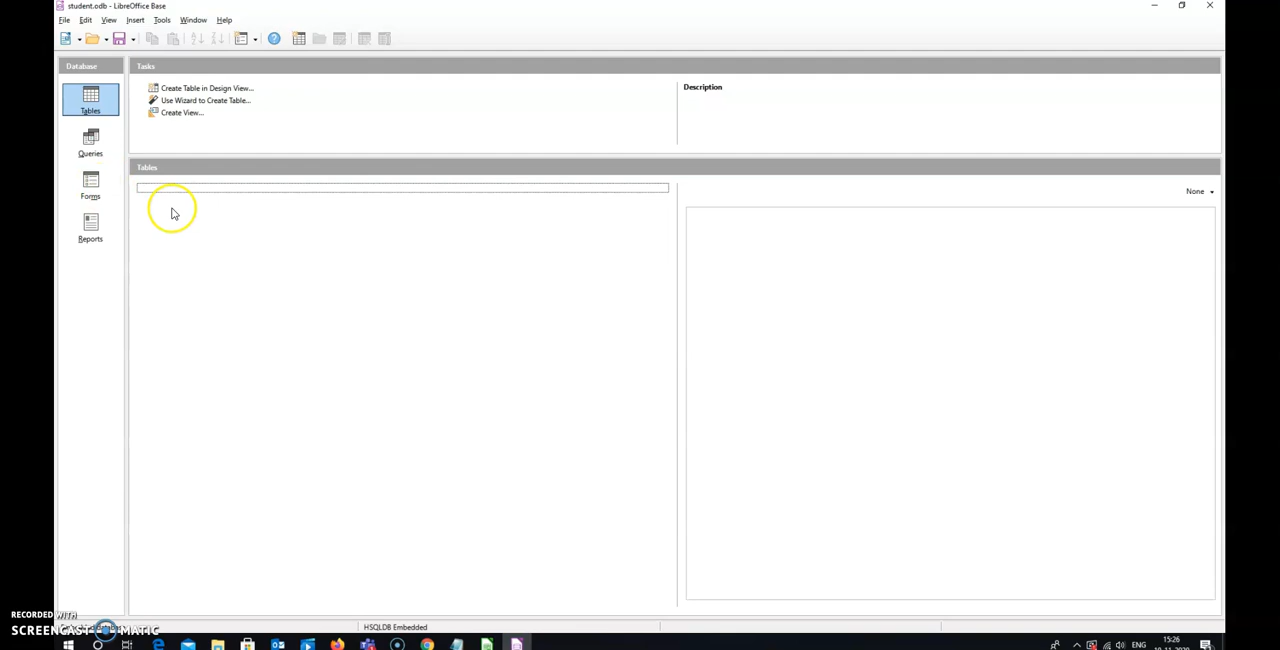 student.odb - LibreOffice Base
File Edit View Insert Tools Window Help
Database
Tables
Queries
Forms
Reports
Tasks
Create Table in Design View...
Use Wizard to Create Table...
Create View...
Description
Tables
None
HSQLDB Embedded
RECORDED WITH
SCREENCAST MATIC
ENG
15:26